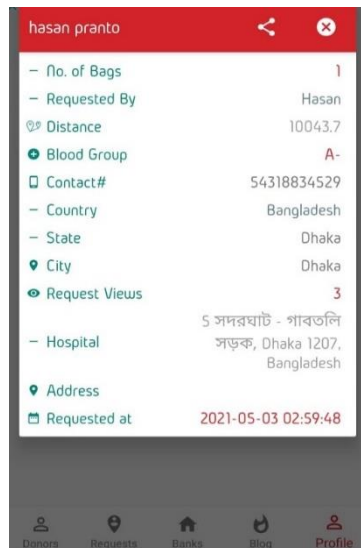 hasan pranto
No. of Bags 1
Requested By Hasan
Distance 10043.7
Blood Group A-
Contact# 54318834529
Country Bangladesh
State Dhaka
City Dhaka
Request Views 3
Hospital 5 সদরঘাট - গাবতলি
সড়ক, Dhaka 1207,
Bangladesh
Address
Requested at 2021-05-03 02:59:48
Donors Requests Banks Blog Profile